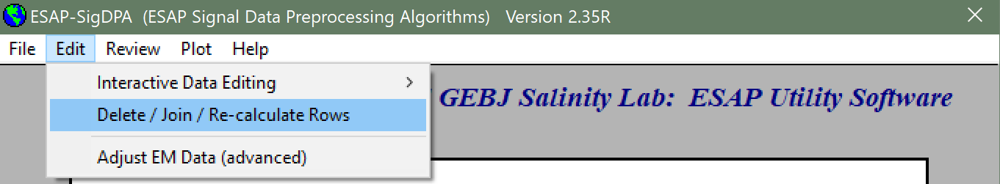 ESAP-SigDPA (ESAP Signal Data Preprocessing Algorithms) Version 2.35R
File Edit Review Plot Help
Interactive Data Editing
GEBJ Salinity Lab: ESAP Utility Software
Delete / Join / Re-calculate Rows
Adjust EM Data (advanced)